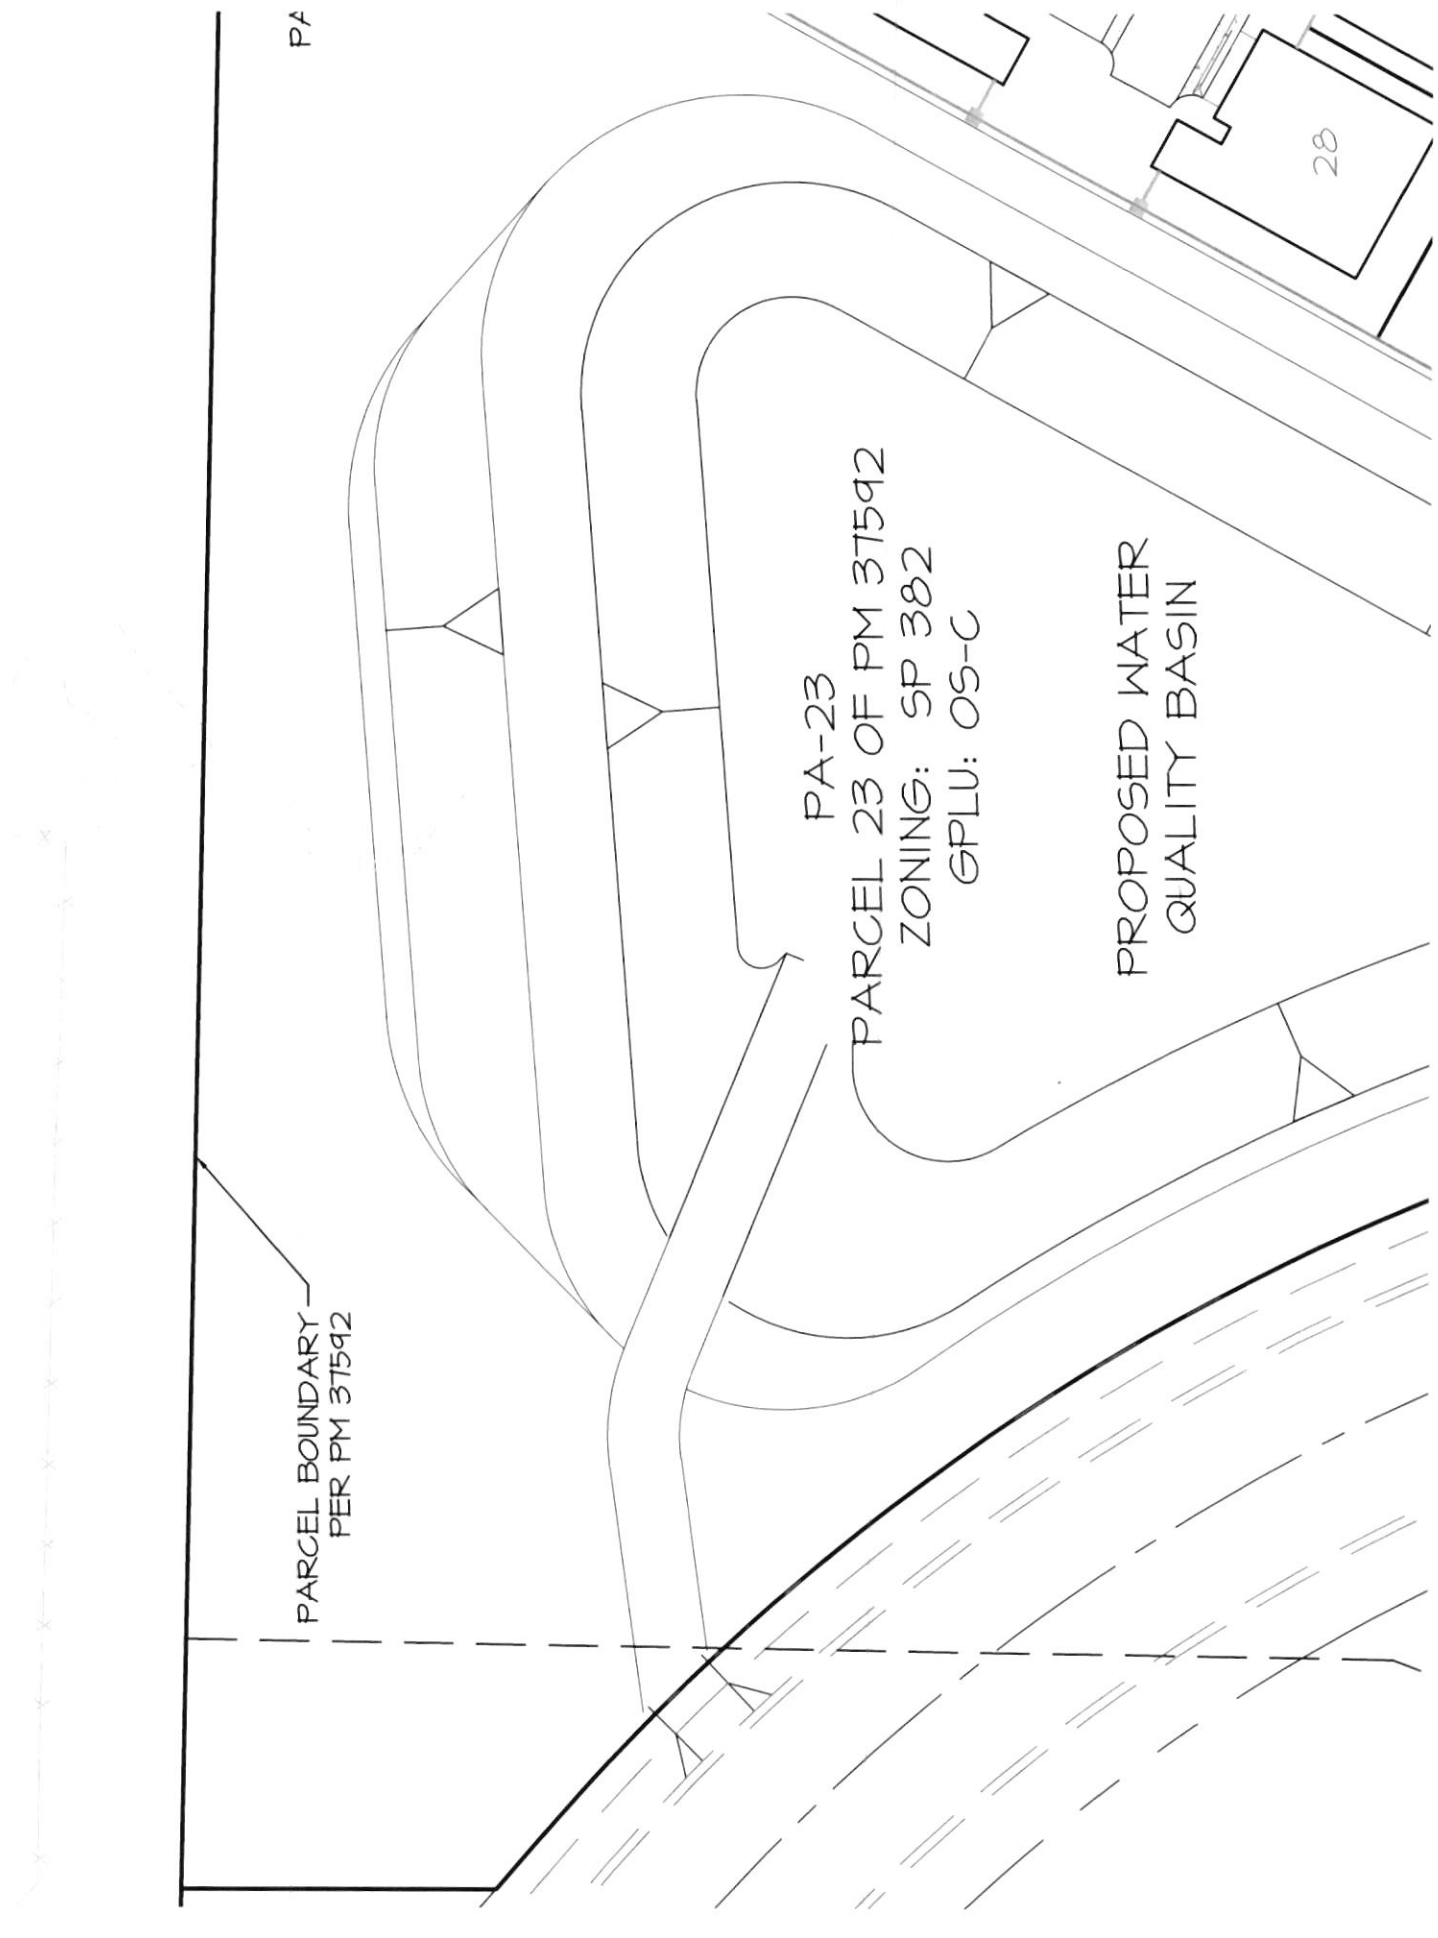 PA
PARCEL BOUNDARY
PER PM 37592
PA-23
PARCEL 23 OF PM 37592
ZONING: SP 382
GPLU: OS-C
PROPOSED WATER
QUALITY BASIN
28